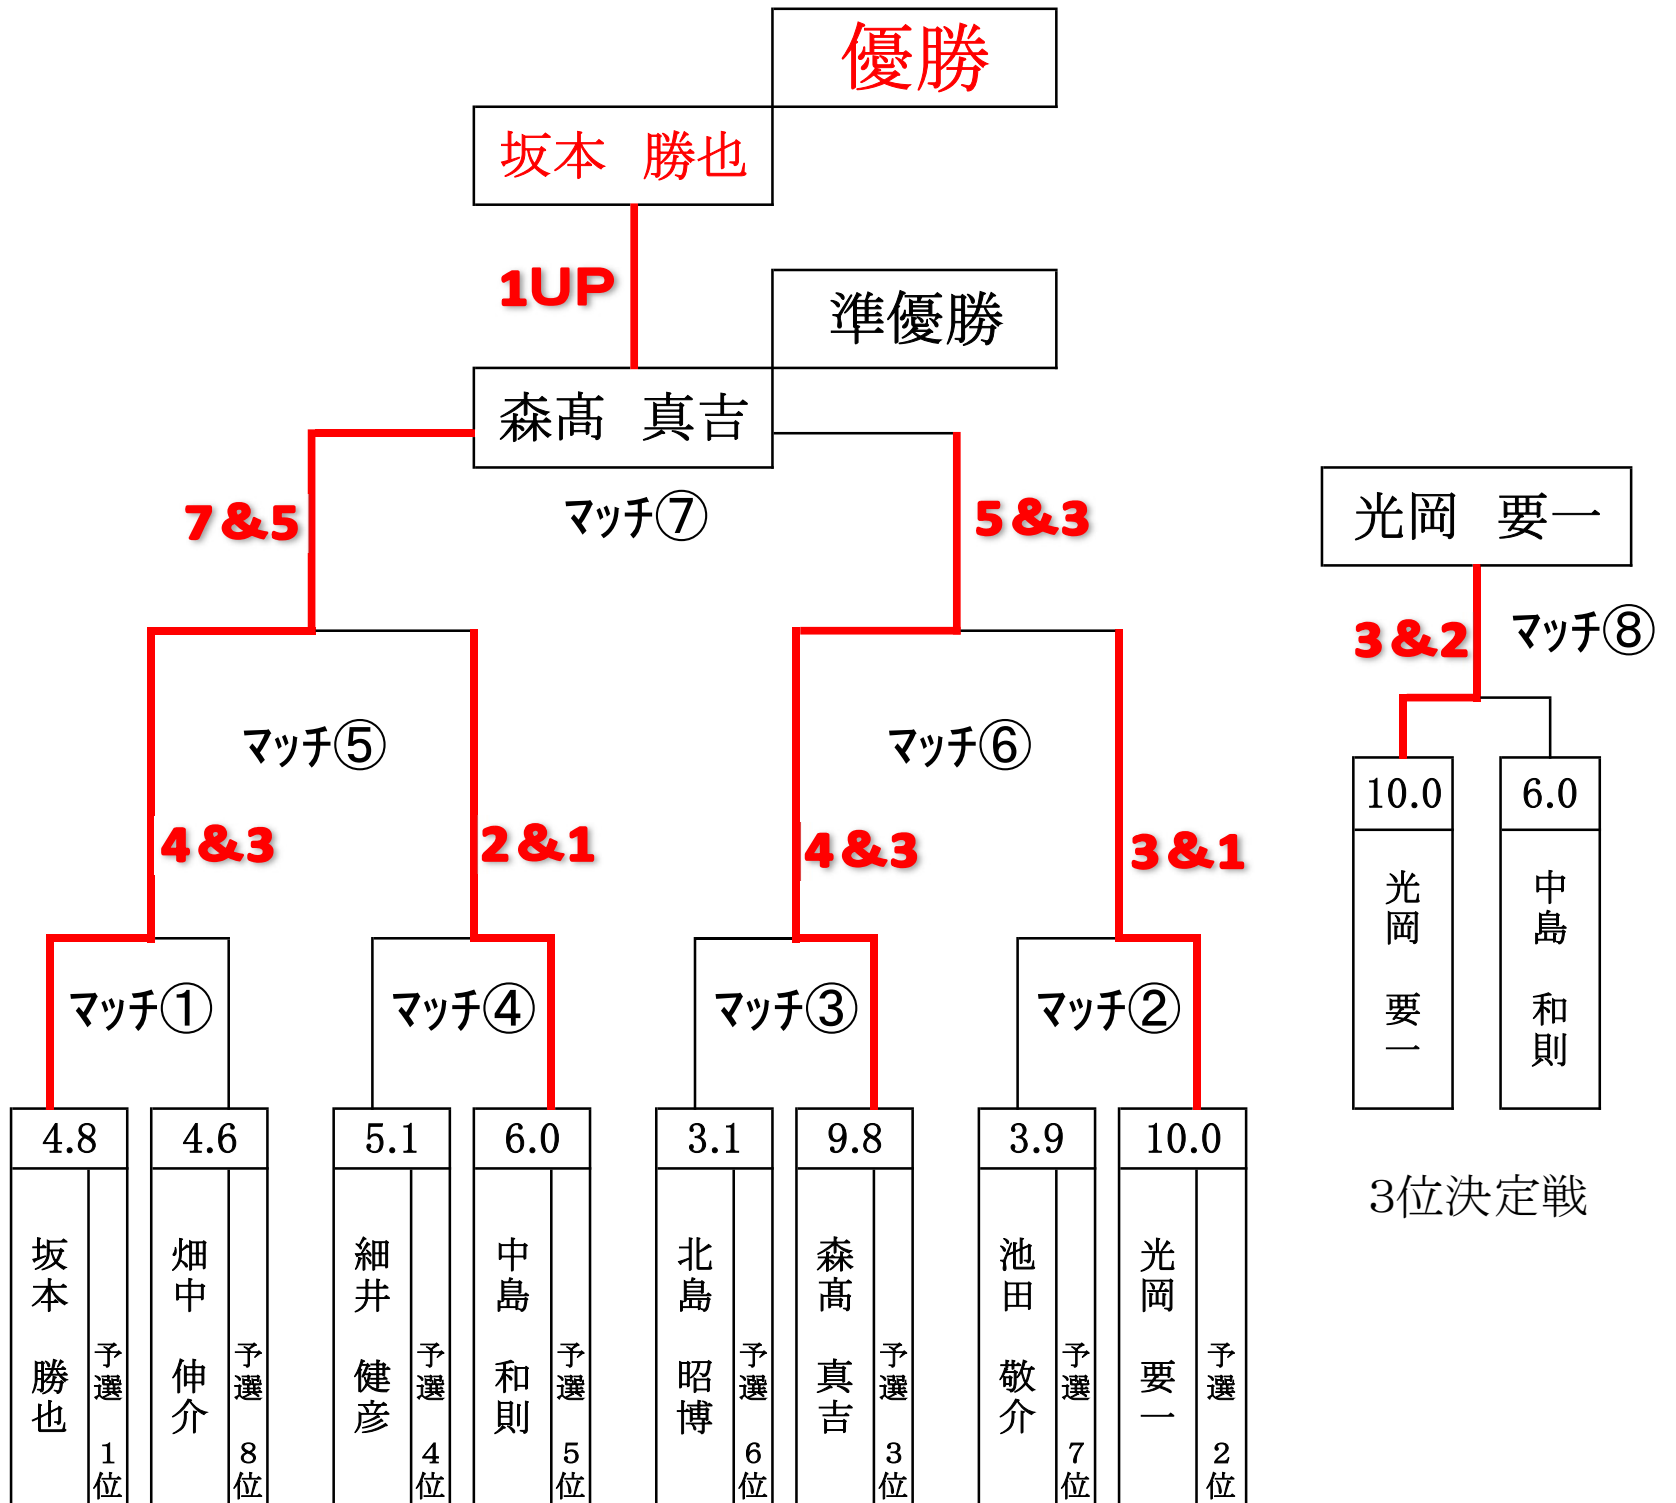 優勝
坂本　勝也
1UP
準優勝
森髙　真吉
7&5
マッチ⑦
5&3
光岡　要一
3&2
マッチ⑧
マッチ⑤
マッチ⑥
10.0
6.0
光岡　要一
中島　和則
4&3
2&1
4&3
3&1
マッチ①
マッチ④
マッチ③
マッチ②
4.8
4.6
5.1
6.0
3.1
9.8
3.9
10.0
3位決定戦
坂本　勝也
予選　1位
畑中　伸介
予選　8位
細井　健彦
予選　4位
中島　和則
予選　5位
北島　昭博
予選　6位
森髙　真吉
予選　3位
池田　敬介
予選　7位
光岡　要一
予選　2位